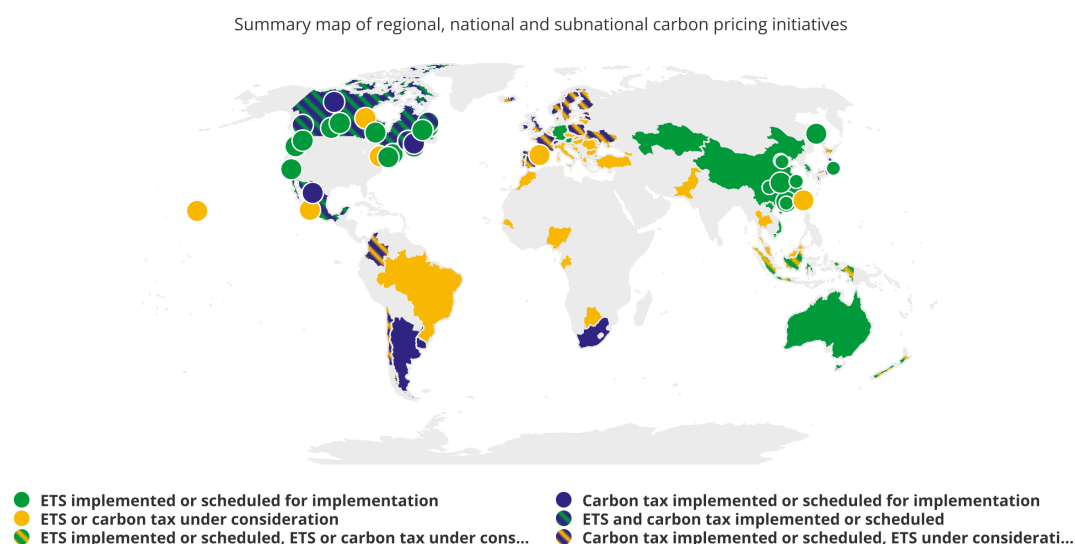 Summary map of regional, national and subnational carbon pricing initiatives
ETS implemented or scheduled for implementation
Carbon tax implemented or scheduled for implementation
ETS or carbon tax under consideration
ETS and carbon tax implemented or scheduled
ETS implemented or scheduled, ETS or carbon tax under cons...
Carbon tax implemented or scheduled, ETS under considerati...